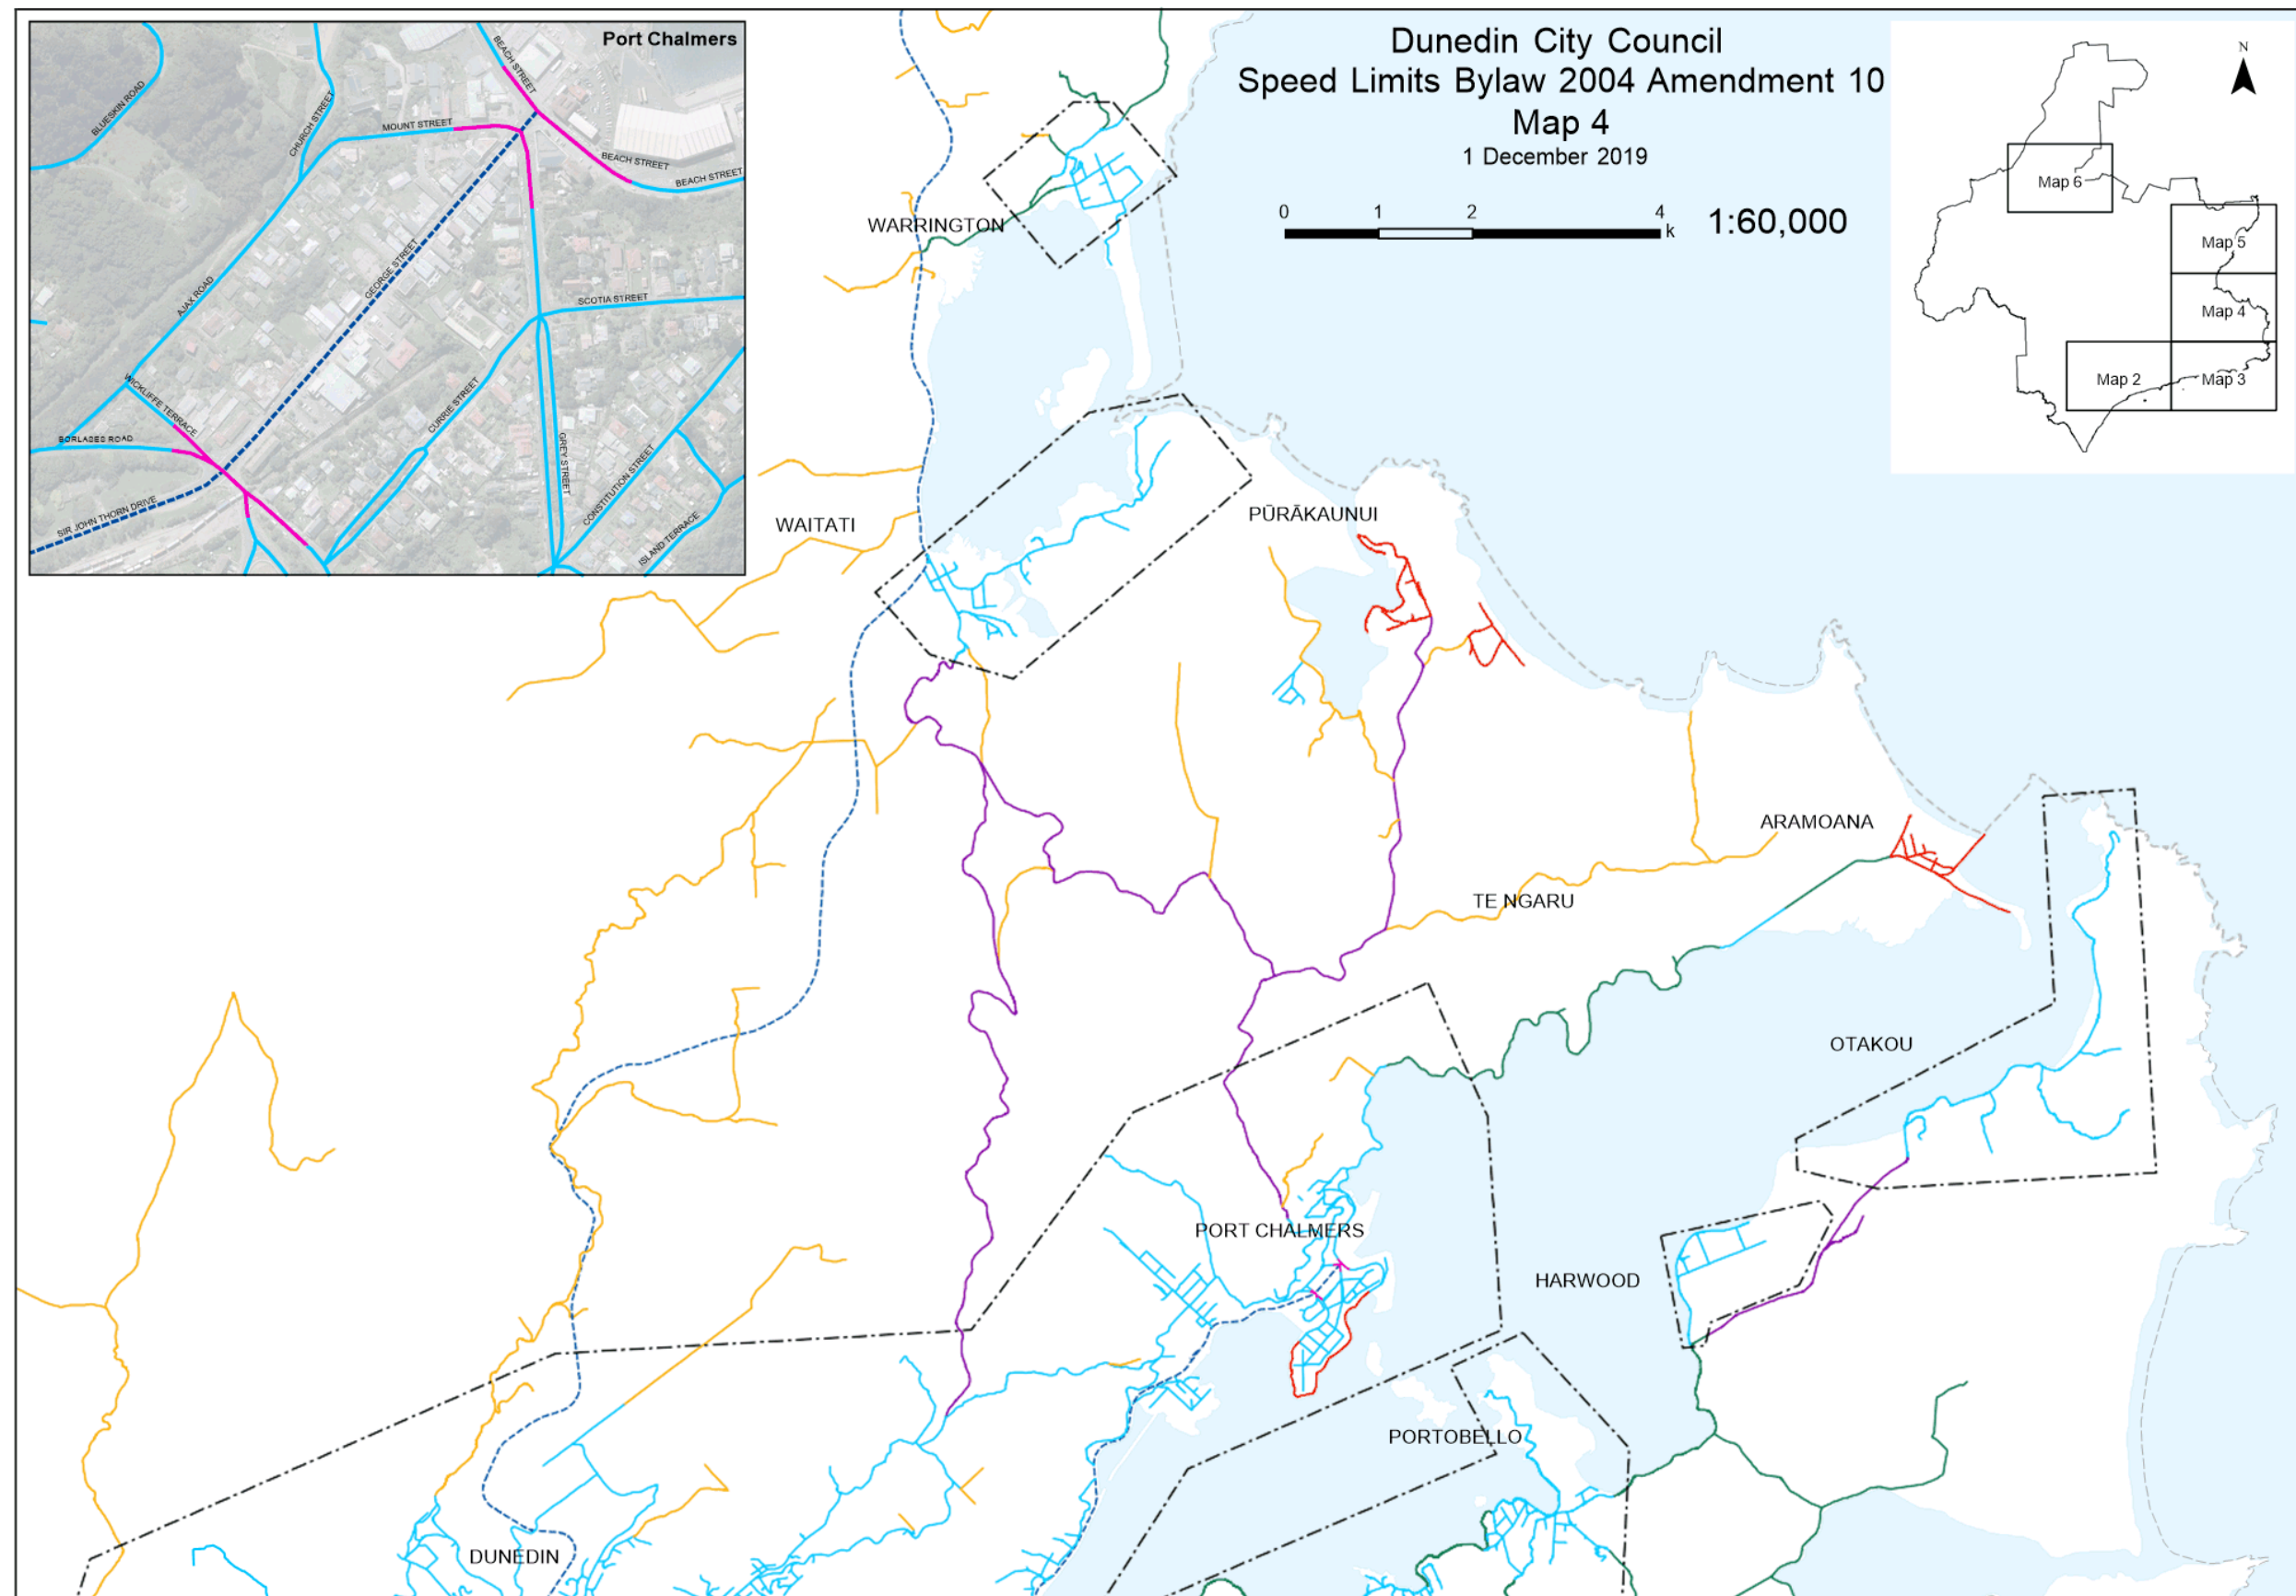 Port Chalmers
BEACH STREET
BLUESKIN ROAD
CHURCH STREET
MOUNT STREET
BEACH STREET
BEACH STREET
GEORGE STREET
AJAX ROAD
SCOTIA STREET
WICKLIFFE TERRACE
CURRIE STREET
BORLASES ROAD
GREY STREET
CONSTITUTION STREET
SIR JOHN THORN DRIVE
ISLAND TERRACE
Dunedin City Council
Speed Limits Bylaw 2004 Amendment 10
Map 4
1 December 2019
0 1 2 4
k
1:60,000
N
Map 6
Map 5
Map 4
Map 2
Map 3
WARRINGTON
WAITATI
PŪRĀKAUNUI
ARAMOANA
TE NGARU
OTAKOU
PORT CHALMERS
HARWOOD
PORTOBELLO
DUNEDIN